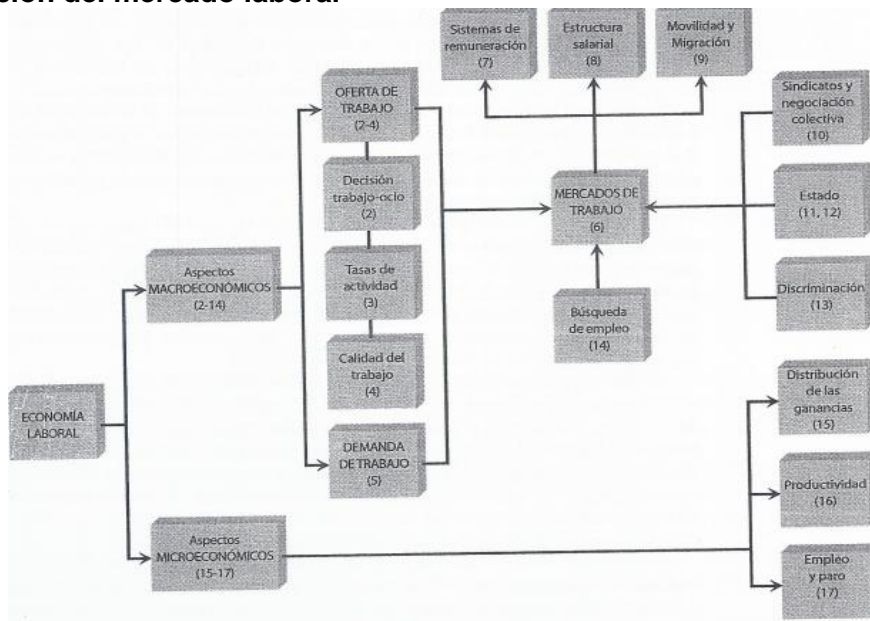 sión del mercado laboral
Sistemas de
remuneración
(7)
Estructura
salarial
(8)
Movilidad y
Migración
(9)
OFERTA DE
TRABAJO
(2-4)
Sindicatos y
negociación
colectiva
(10)
Decisión
trabajo-ocio
(2)
MERCADOS DE
TRABAJO
(6)
Estado
(11, 12)
Aspectos
MACROECONÓMICOS
(2-14)
Tasas de
actividad
(3)
Discriminación
(13)
Búsqueda
de empleo
(14)
Calidad del
trabajo
(4)
Distribución
de las
ganancias
(15)
ECONOMÍA
LABORAL
DEMANDA
DE TRABAJO
(5)
Productividad
(16)
Aspectos
MICROECONÓMICOS
(15-17)
Empleo
y paro
(17)